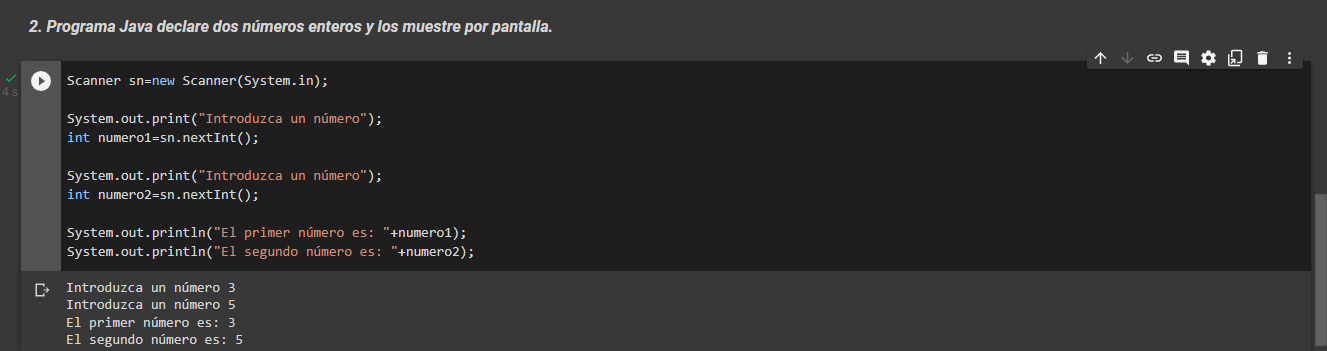 2. Programa Java declare dos números enteros y los muestre por pantalla.
4 s
Scanner sn=new Scanner(System.in);
System.out.print("Introduzca un número");
int numero1=sn.nextInt();
System.out.print("Introduzca un número");
int numero2=sn.nextInt();
System.out.println("El primer número es: "+numero1);
System.out.println("El segundo número es: "+numero2);
Introduzca un número 3
Introduzca un número 5
El primer número es: 3
El segundo número es: 5